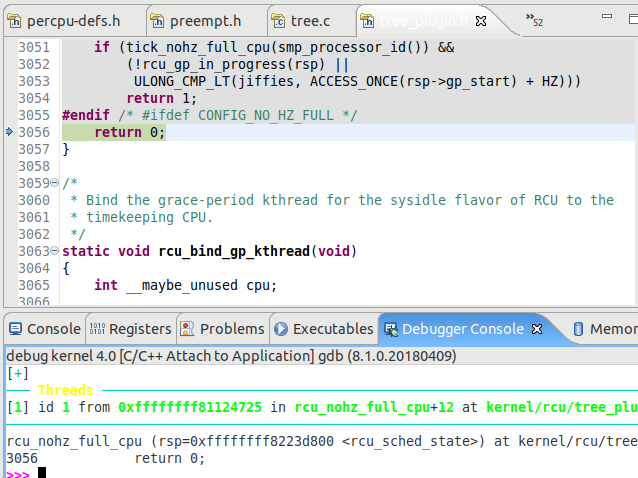 percpu-defs.h preempt.h tree.c tree_plugin.h »52
3051 if (tick_nohz_full_cpu(smp_processor_id()) &&
3052 (!rcu_gp_in_progress(rsp) ||
3053 ULONG_CMP_LT(jiffies, ACCESS_ONCE(rsp->gp_start) + HZ)))
3054 return 1;
3055 #endif /* #ifdef CONFIG_NO_HZ_FULL */
3056 return 0;
3057 }
3058
3059 /*
3060 * Bind the grace-period kthread for the sysidle flavor of RCU to the
3061 * timekeeping CPU.
3062 */
3063 static void rcu_bind_gp_kthread(void)
3064 {
3065 int __maybe_unused cpu;
3066
Console Registers Problems Executables Debugger Console Memor
debug kernel 4.0 [C/C++ Attach to Application] gdb (8.1.0.20180409)
[+]
Threads
[1] id 1 from 0xffffffff81124725 in rcu_nohz_full_cpu+12 at kernel/rcu/tree_plu
rcu_nohz_full_cpu (rsp=0xffffffff8223d800 <rcu_sched_state>) at kernel/rcu/tree
3056 return 0;
>>>